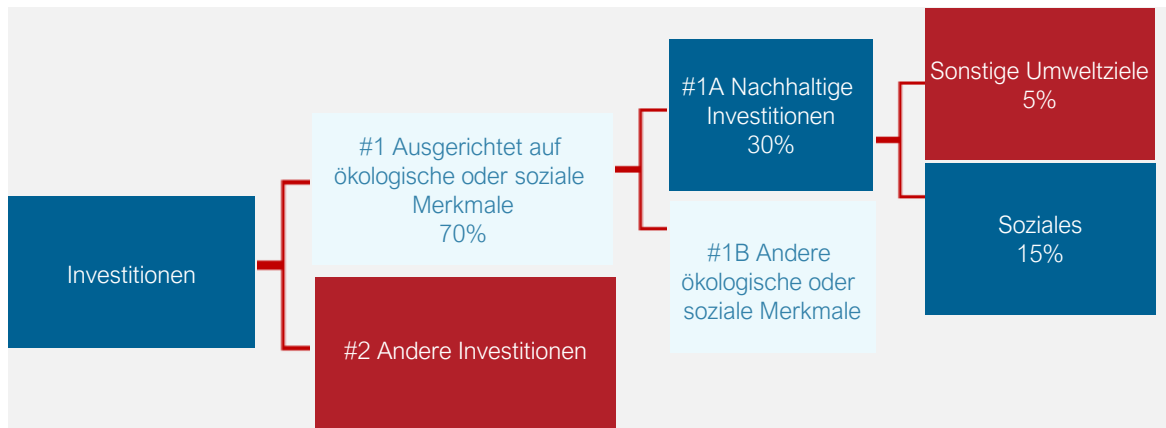 Investitionen
#1 Ausgerichtet auf
ökologische oder soziale
Merkmale
70%
#2 Andere Investitionen
#1A Nachhaltige
Investitionen
30%
#1B Andere
ökologische oder
soziale Merkmale
Sonstige Umweltziele
5%
Soziales
15%